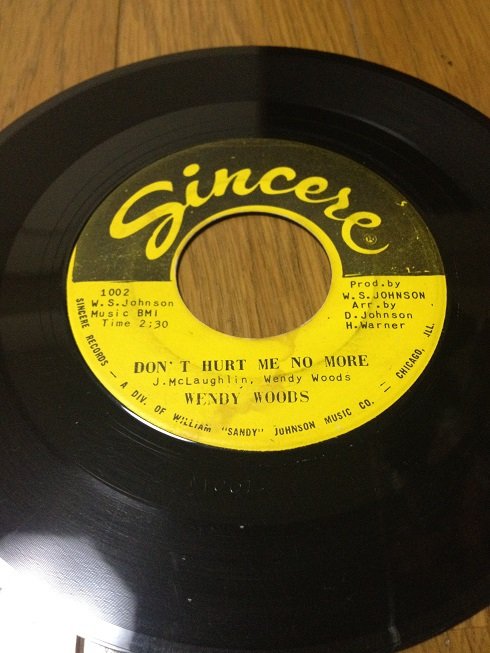 Sincere
®
1002
W.S.Johnson
Music BMI
Time 2:30
Prod.by
W.S.JOHNSON
Arr.by
D.Johnson
H.Warner
DON'T HURT ME NO MORE
J.McLaughlin, Wendy Woods
WENDY WOODS
SINCERE RECORDS — A DIV. OF WILLIAM "SANDY" JOHNSON MUSIC CO. — CHICAGO, ILL.